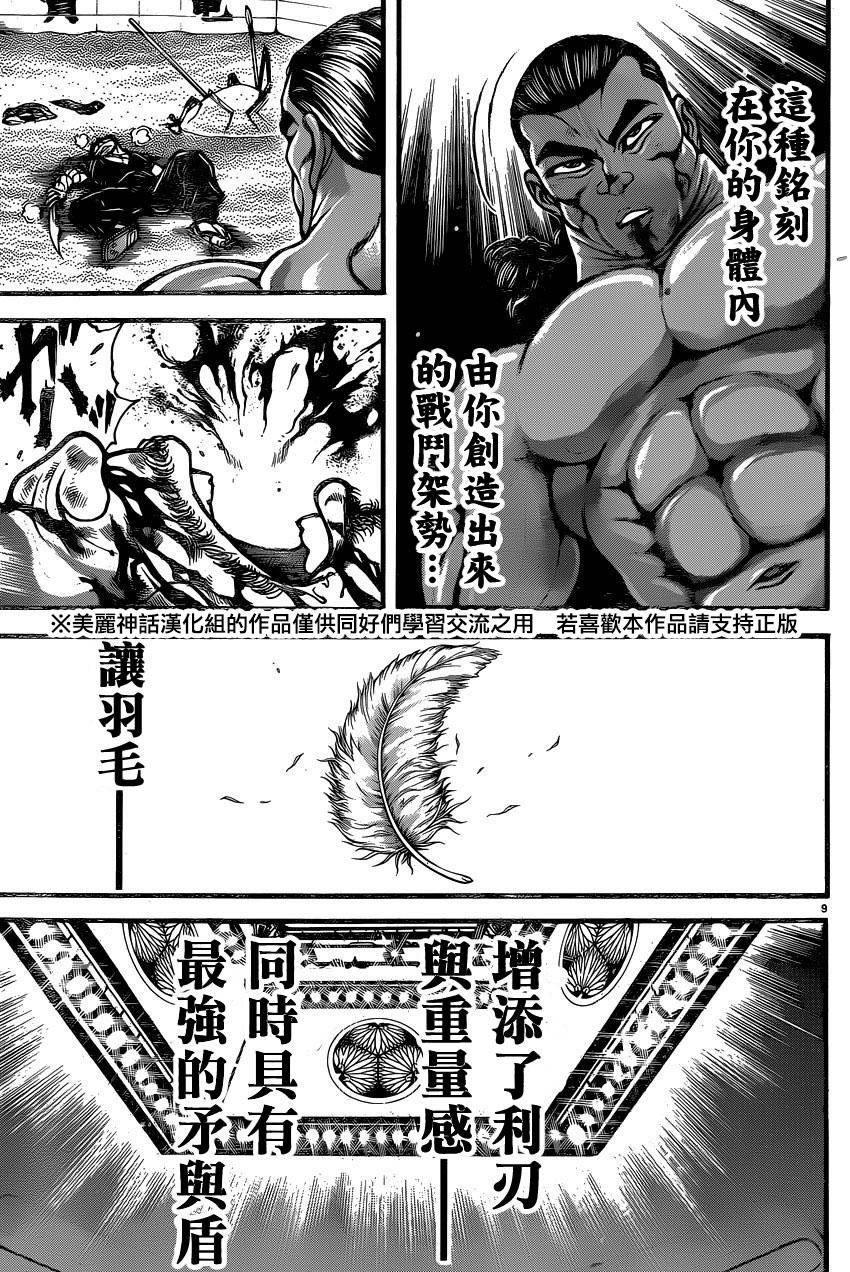 這種銘刻
在你的身體內
由你創造出來
的戰鬥架勢…
※美麗神話漢化組的作品僅供同好們學習交流之用 若喜歡本作品請支持正版
讓羽毛——
9
增添了利刃
與重量感——
同時具有
最強的矛與盾